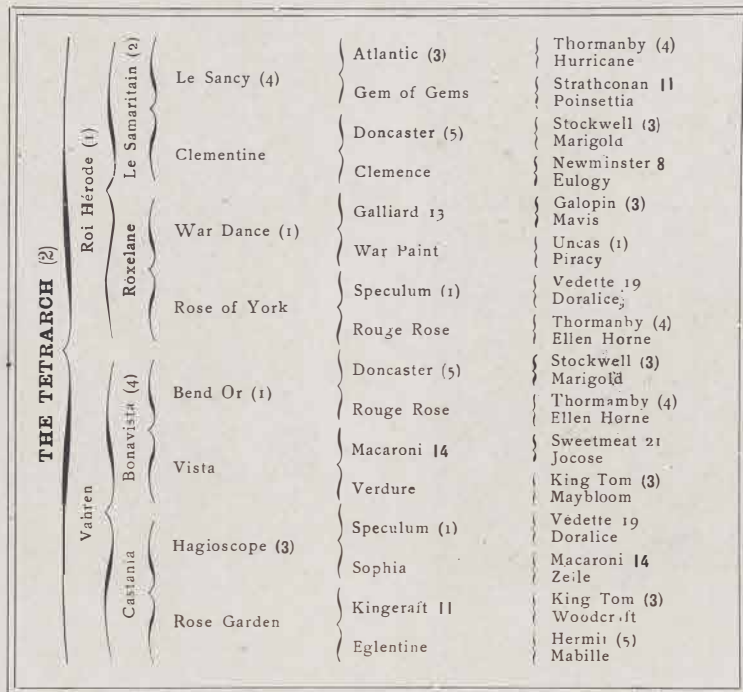 THE TETRARCH (2)
Roi Hérode (1)
Vahren
Le Samaritain (2)
Roxelane
Bonavista (4)
Castania
Le Sancy (4)
Clementine
War Dance (1)
Rose of York
Bend Or (1)
Vista
Hagioscope (3)
Rose Garden
Atlantic (3)
Gem of Gems
Doncaster (5)
Clemence
Galliard 13
War Paint
Speculum (1)
Rouge Rose
Doncaster (5)
Rouge Rose
Macaroni 14
Verdure
Speculum (1)
Sophia
Kingcraft 11
Eglentine
Thormanby (4)
Hurricane
Strathconan 11
Poinsettia
Stockwell (3)
Marigold
Newminster 8
Eulogy
Galopin (3)
Mavis
Uncas (1)
Piracy
Vedette 19
Doralice
Thormanby (4)
Ellen Horne
Stockwell (3)
Marigold
Thormamby (4)
Ellen Horne
Sweetmeat 21
Jocose
King Tom (3)
Maybloom
Vedette 19
Doralice
Macaroni 14
Zeile
King Tom (3)
Woodcraft
Hermit (5)
Mabille